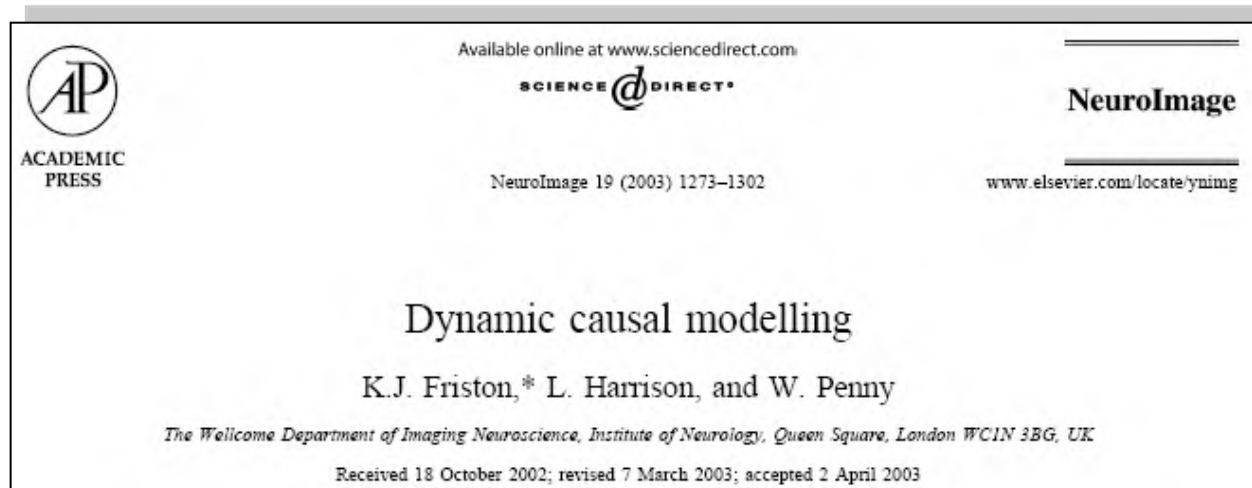 AP
ACADEMIC
PRESS
Available online at www.sciencedirect.com
SCIENCE @ DIRECT®
NeuroImage 19 (2003) 1273–1302
NeuroImage
www.elsevier.com/locate/ynimg
Dynamic causal modelling
K.J. Friston,* L. Harrison, and W. Penny
The Wellcome Department of Imaging Neuroscience, Institute of Neurology, Queen Square, London WC1N 3BG, UK
Received 18 October 2002; revised 7 March 2003; accepted 2 April 2003